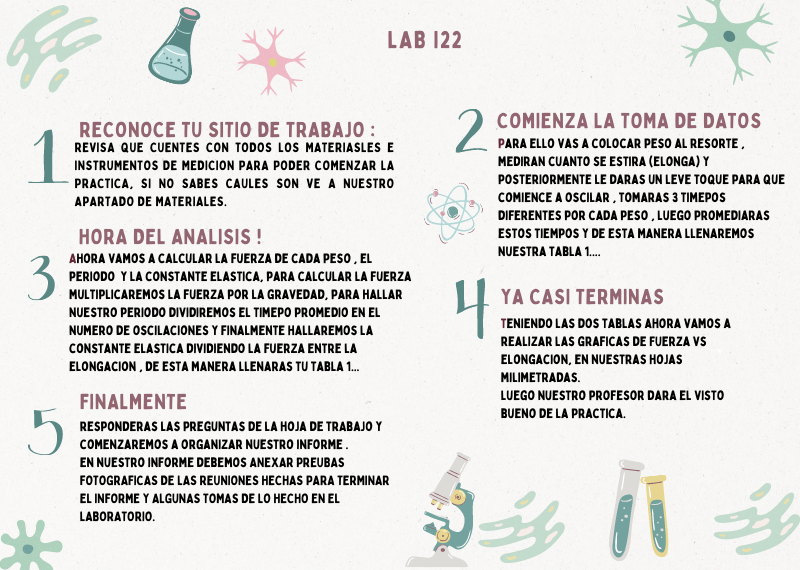 LAB 122
1
RECONOCE TU SITIO DE TRABAJO :
REVISA QUE CUENTES CON TODOS LOS MATERIASLES E
INSTRUMENTOS DE MEDICION PARA PODER COMENZAR LA
PRACTICA, SI NO SABES CAULES SON VE A NUESTRO
APARTADO DE MATERIALES.
2
COMIENZA LA TOMA DE DATOS
PARA ELLO VAS A COLOCAR PESO AL RESORTE ,
MEDIRAN CUANTO SE ESTIRA (ELONGA) Y
POSTERIORMENTE LE DARAS UN LEVE TOQUE PARA QUE
COMIENCE A OSCILAR , TOMARAS 3 TIMEPOS
DIFERENTES POR CADA PESO , LUEGO PROMEDIARAS
ESTOS TIEMPOS Y DE ESTA MANERA LLENAREMOS
NUESTRA TABLA 1....
3
HORA DEL ANALISIS !
AHORA VAMOS A CALCULAR LA FUERZA DE CADA PESO , EL
PERIODO Y LA CONSTANTE ELASTICA, PARA CALCULAR LA FUERZA
MULTIPLICAREMOS LA FUERZA POR LA GRAVEDAD, PARA HALLAR
NUESTRO PERIODO DIVIDIREMOS EL TIMEPO PROMEDIO EN EL
NUMERO DE OSCILACIONES Y FINALMENTE HALLAREMOS LA
CONSTANTE ELASTICA DIVIDIENDO LA FUERZA ENTRE LA
ELONGACION , DE ESTA MANERA LLENARAS TU TABLA 1...
4
YA CASI TERMINAS
TENIENDO LAS DOS TABLAS AHORA VAMOS A
REALIZAR LAS GRAFICAS DE FUERZA VS
ELONGACION, EN NUESTRAS HOJAS
MILIMETRADAS.
LUEGO NUESTRO PROFESOR DARA EL VISTO
BUENO DE LA PRACTICA.
5
FINALMENTE
RESPONDERAS LAS PREGUNTAS DE LA HOJA DE TRABAJO Y
COMENZAREMOS A ORGANIZAR NUESTRO INFORME .
EN NUESTRO INFORME DEBEMOS ANEXAR PREUBAS
FOTOGRAFICAS DE LAS REUNIONES HECHAS PARA TERMINAR
EL INFORME Y ALGUNAS TOMAS DE LO HECHO EN EL
LABORATORIO.